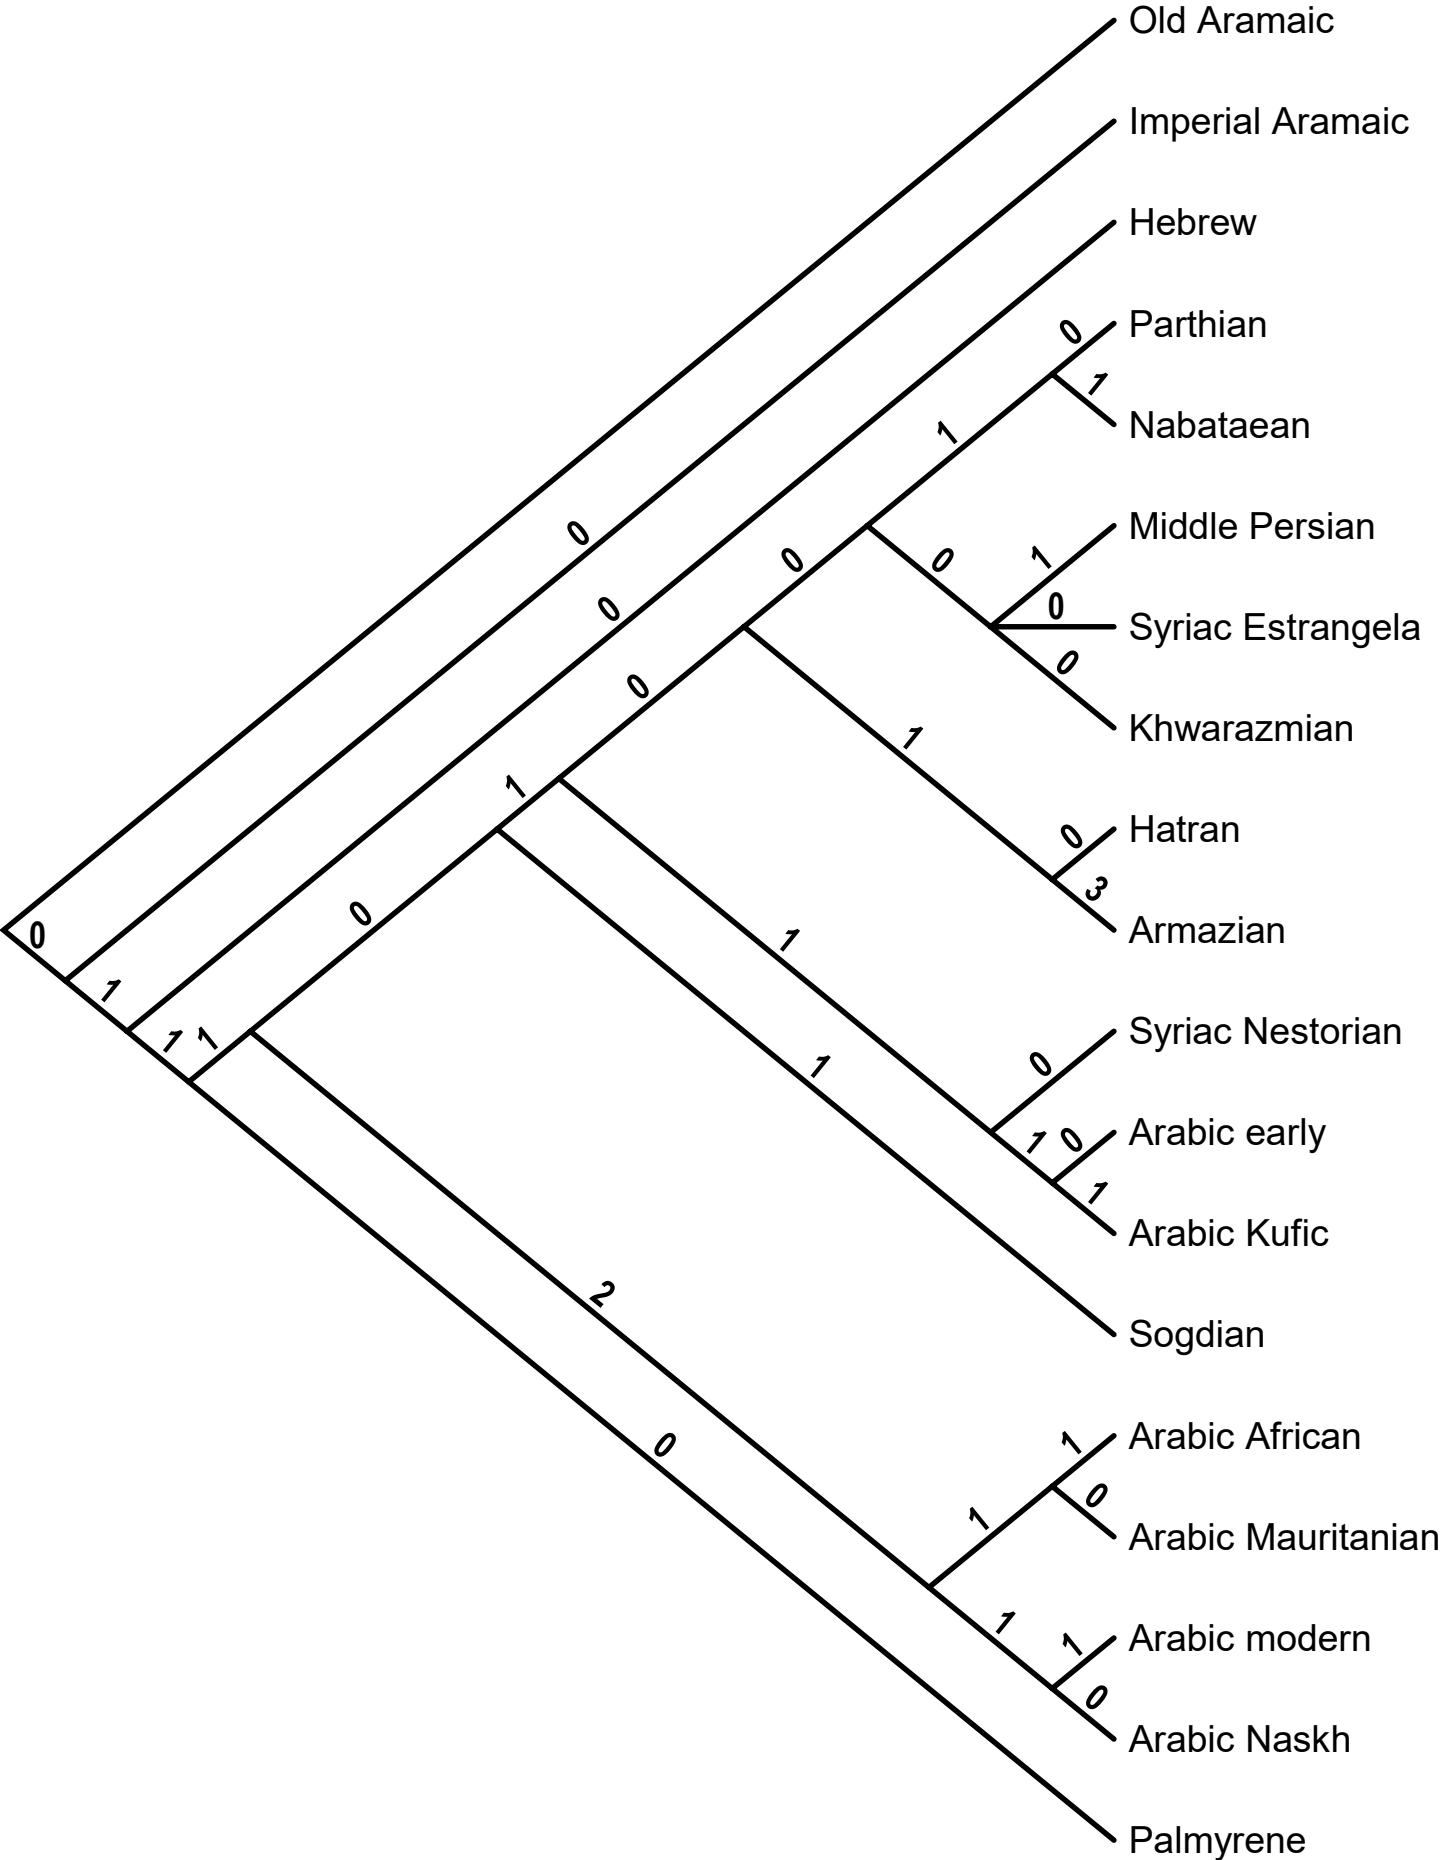 Old Aramaic
Imperial Aramaic
Hebrew
0
Parthian
1
Nabataean
1
Middle Persian
0
0
1
0
0
Syriac Estrangela
0
0
Khwarazmian
0
1
1
0
Hatran
3
Armazian
0
0
1
1
Syriac Nestorian
1
1
0
1
0
Arabic early
1
1
Arabic Kufic
2
Sogdian
0
1
Arabic African
1
0
Arabic Mauritanian
1
1
Arabic modern
0
Arabic Naskh
Palmyrene